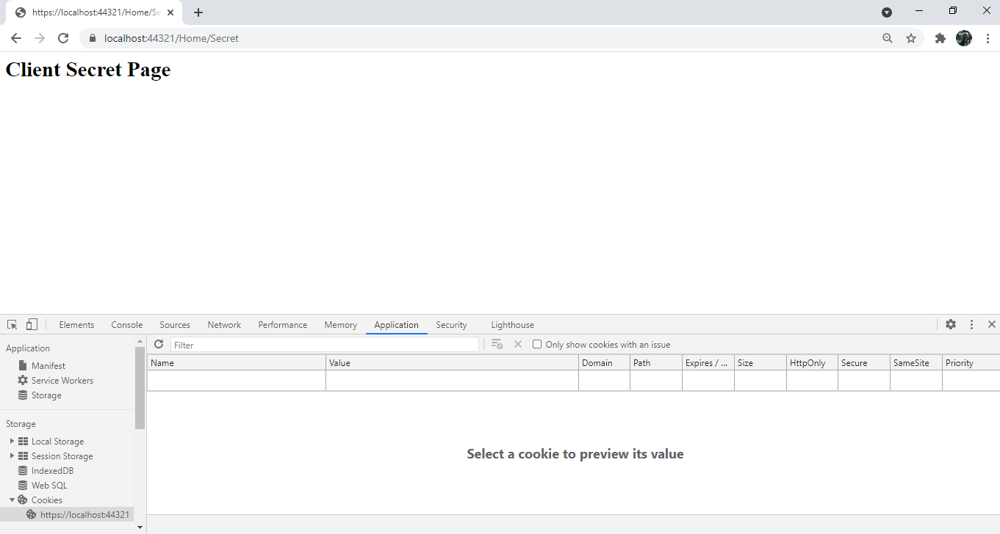 https://localhost:44321/Home/Se
localhost:44321/Home/Secret
Client Secret Page
Elements Console Sources Network Performance Memory Application Security Lighthouse
Application
Manifest
Service Workers
Storage
Storage
Local Storage
Session Storage
IndexedDB
Web SQL
Cookies
https://localhost:44321
Filter
Only show cookies with an issue
Name Value Domain Path Expires / ... Size HttpOnly Secure SameSite Priority
Select a cookie to preview its value